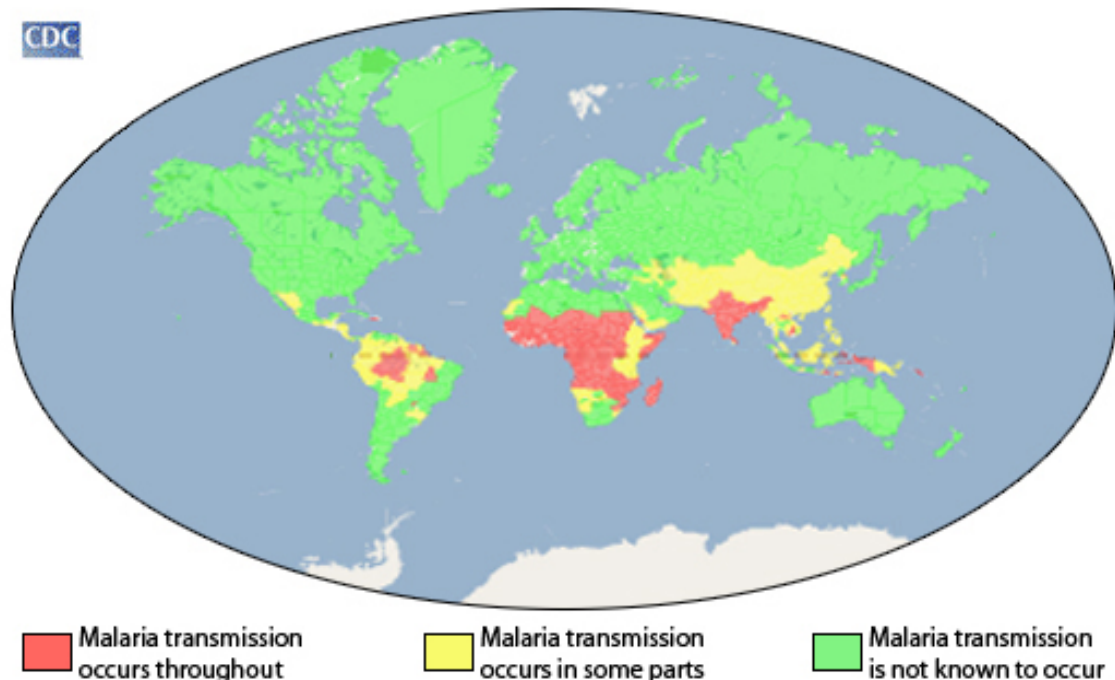 CDC
Malaria transmission
occurs throughout
Malaria transmission
occurs in some parts
Malaria transmission
is not known to occur